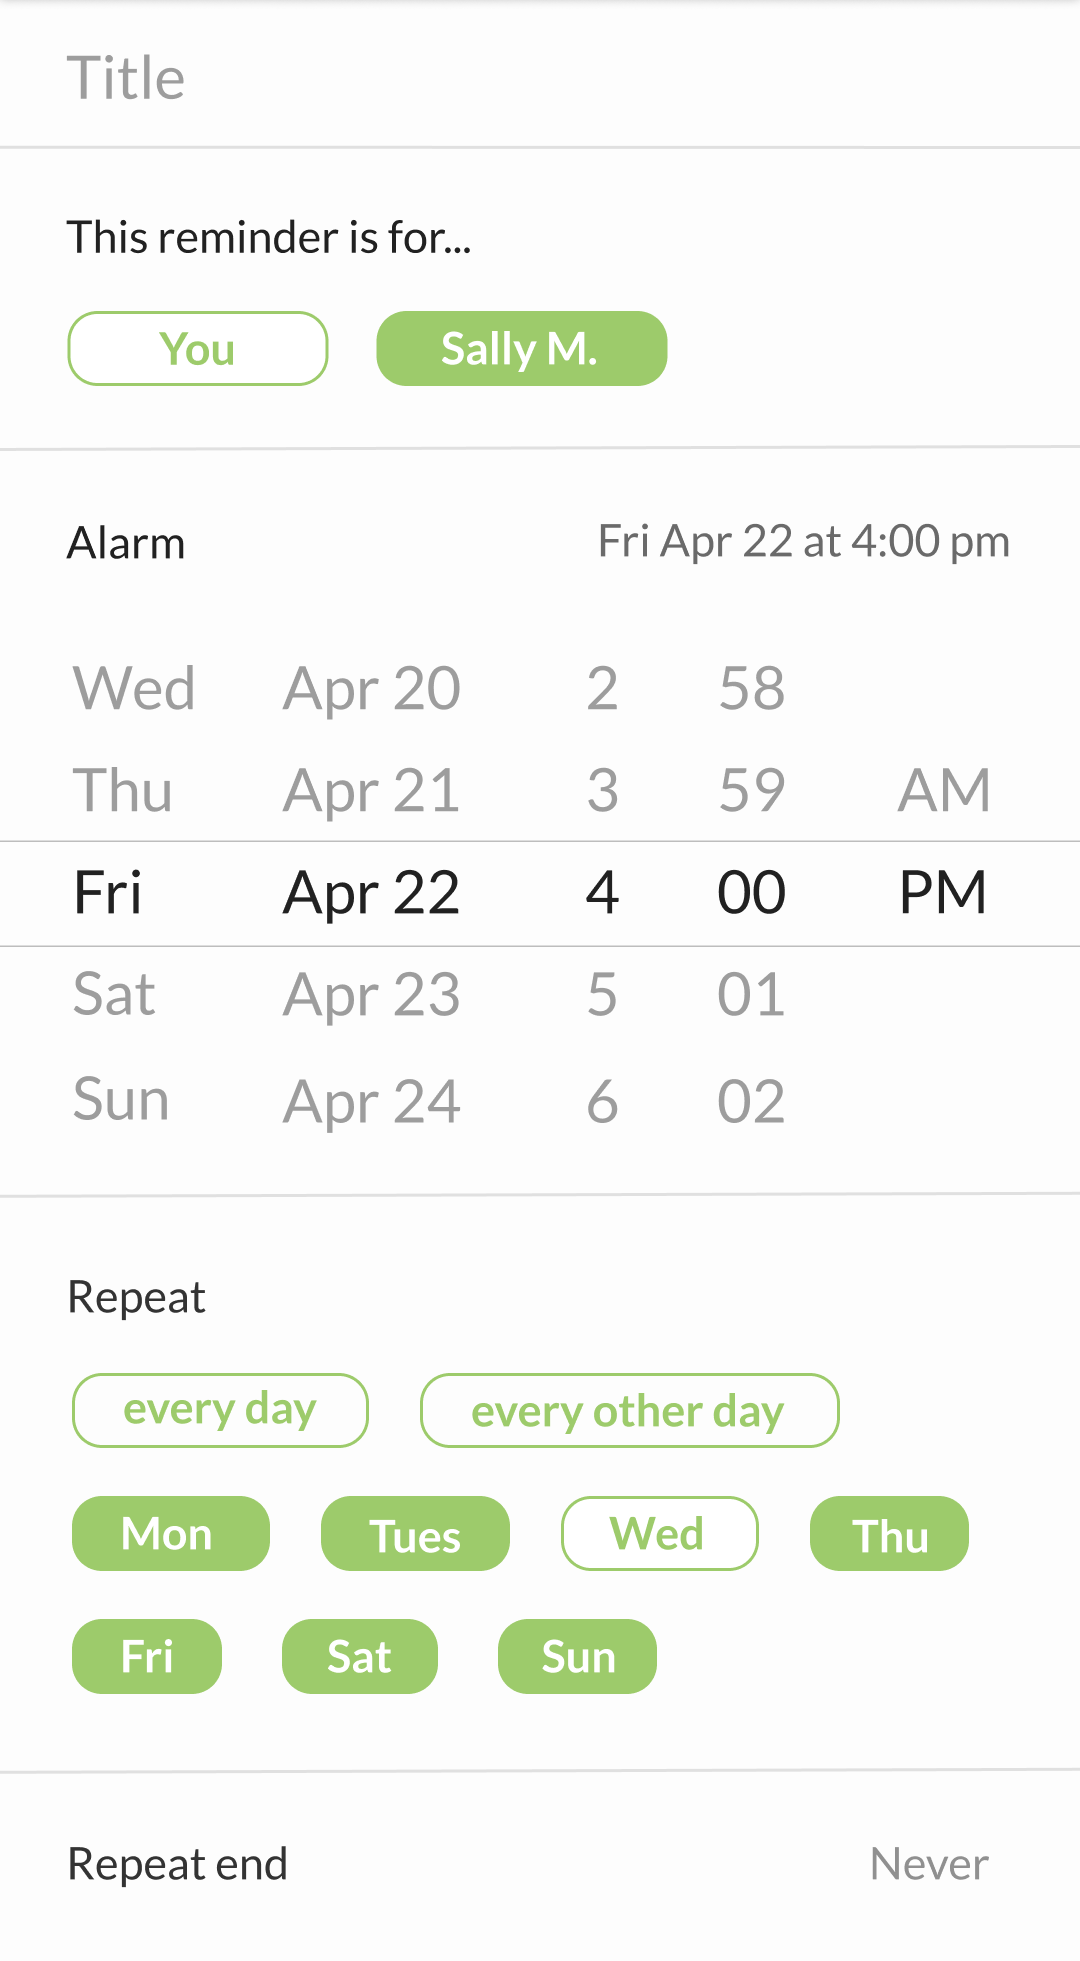 Title
This reminder is for...
You Sally M.
Alarm Fri Apr 22 at 4:00 pm
Wed Apr 20 2 58
Thu Apr 21 3 59 AM
Fri Apr 22 4 00 PM
Sat Apr 23 5 01
Sun Apr 24 6 02
Repeat
every day every other day
Mon Tues Wed Thu
Fri Sat Sun
Repeat end Never